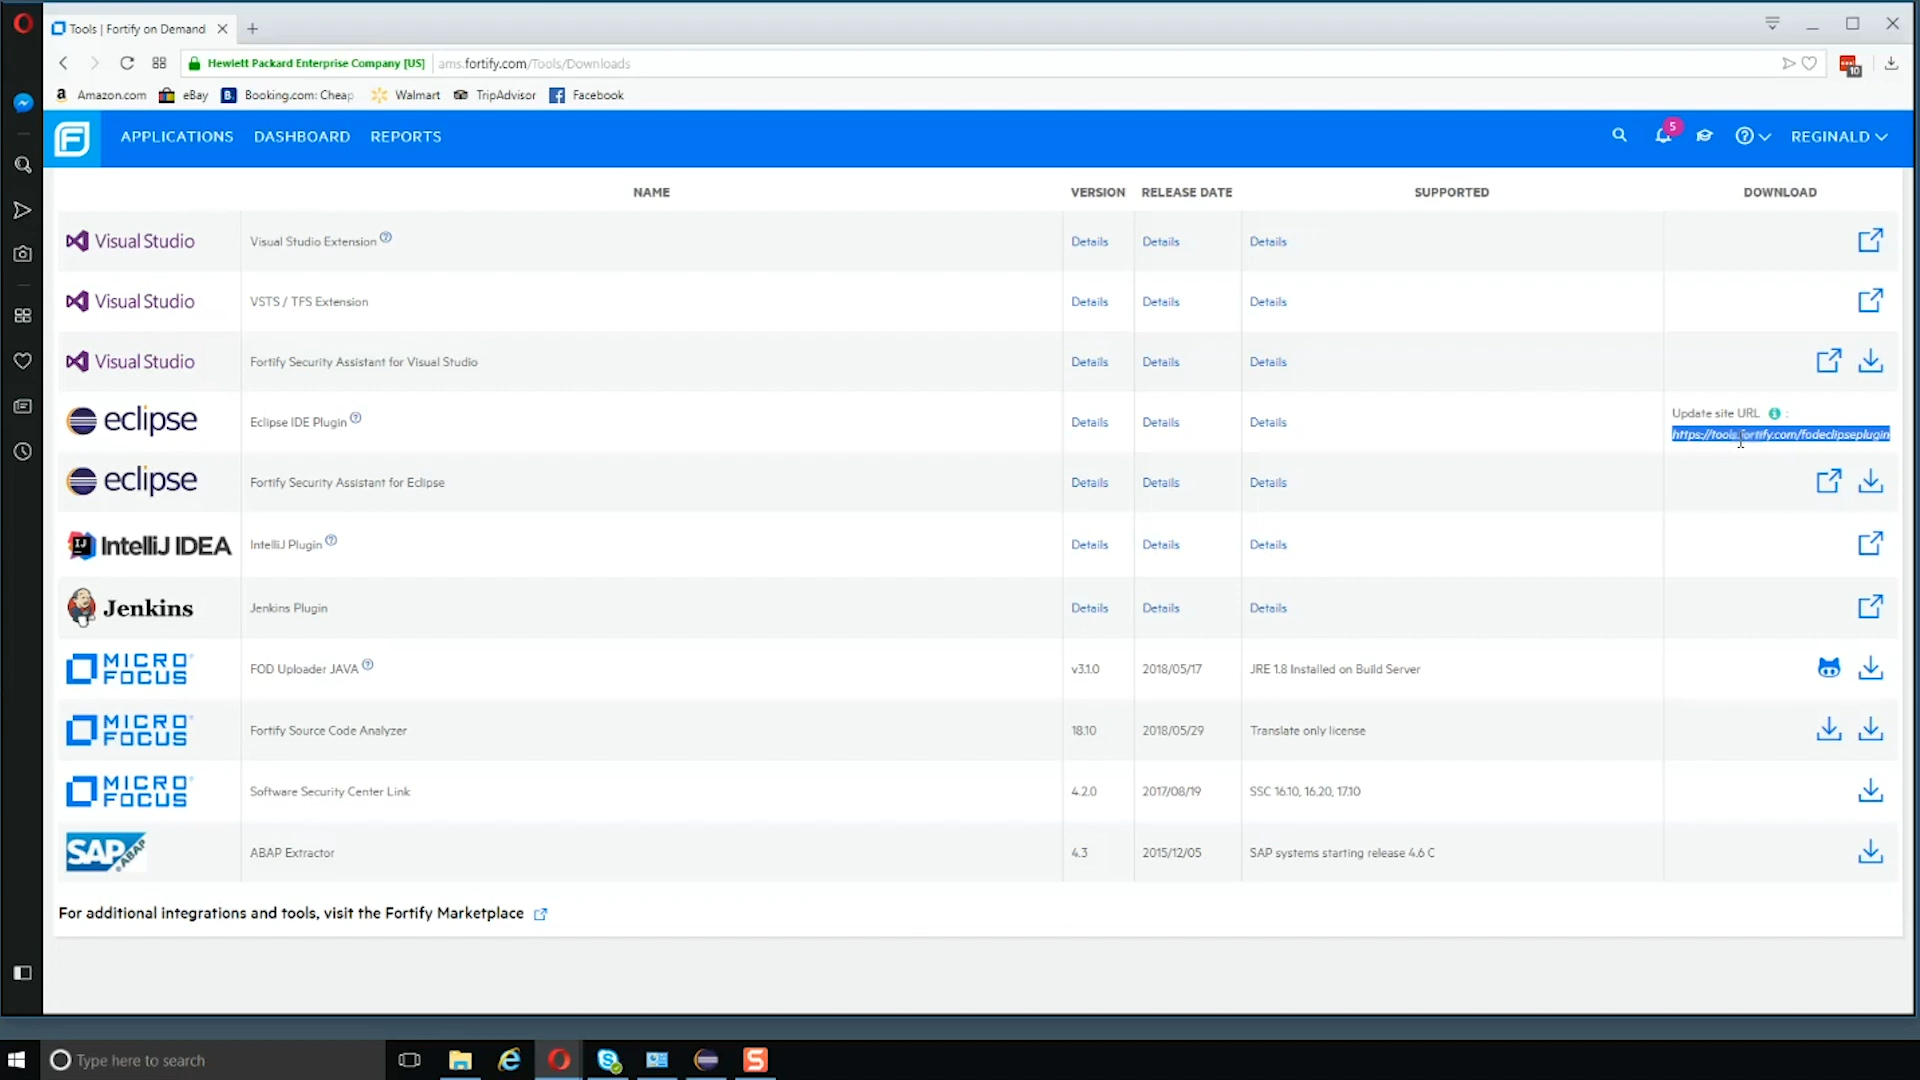 Tools | Fortify on Demand
Hewlett Packard Enterprise Company [US]
ams.fortify.com/Tools/Downloads
10
Amazon.com
eBay
Booking.com: Cheap
Walmart
TripAdvisor
Facebook
APPLICATIONS
DASHBOARD
REPORTS
5
REGINALD
NAME
VERSION
RELEASE DATE
SUPPORTED
DOWNLOAD
Visual Studio
Visual Studio Extension
Details
Details
Details
Visual Studio
VSTS / TFS Extension
Details
Details
Details
Visual Studio
Fortify Security Assistant for Visual Studio
Details
Details
Details
eclipse
Eclipse IDE Plugin
Details
Details
Details
Update site URL :
https://tools.fortify.com/fodeclipseplugin
eclipse
Fortify Security Assistant for Eclipse
Details
Details
Details
IntelliJ IDEA
IntelliJ Plugin
Details
Details
Details
Jenkins
Jenkins Plugin
Details
Details
Details
MICRO
FOCUS
FOD Uploader JAVA
v3.1.0
2018/05/17
JRE 1.8 Installed on Build Server
MICRO
FOCUS
Fortify Source Code Analyzer
18.10
2018/05/29
Translate only license
MICRO
FOCUS
Software Security Center Link
4.2.0
2017/08/19
SSC 16.10, 16.20, 17.10
SAP ABAP
ABAP Extractor
4.3
2015/12/05
SAP systems starting release 4.6 C
For additional integrations and tools, visit the Fortify Marketplace
Type here to search